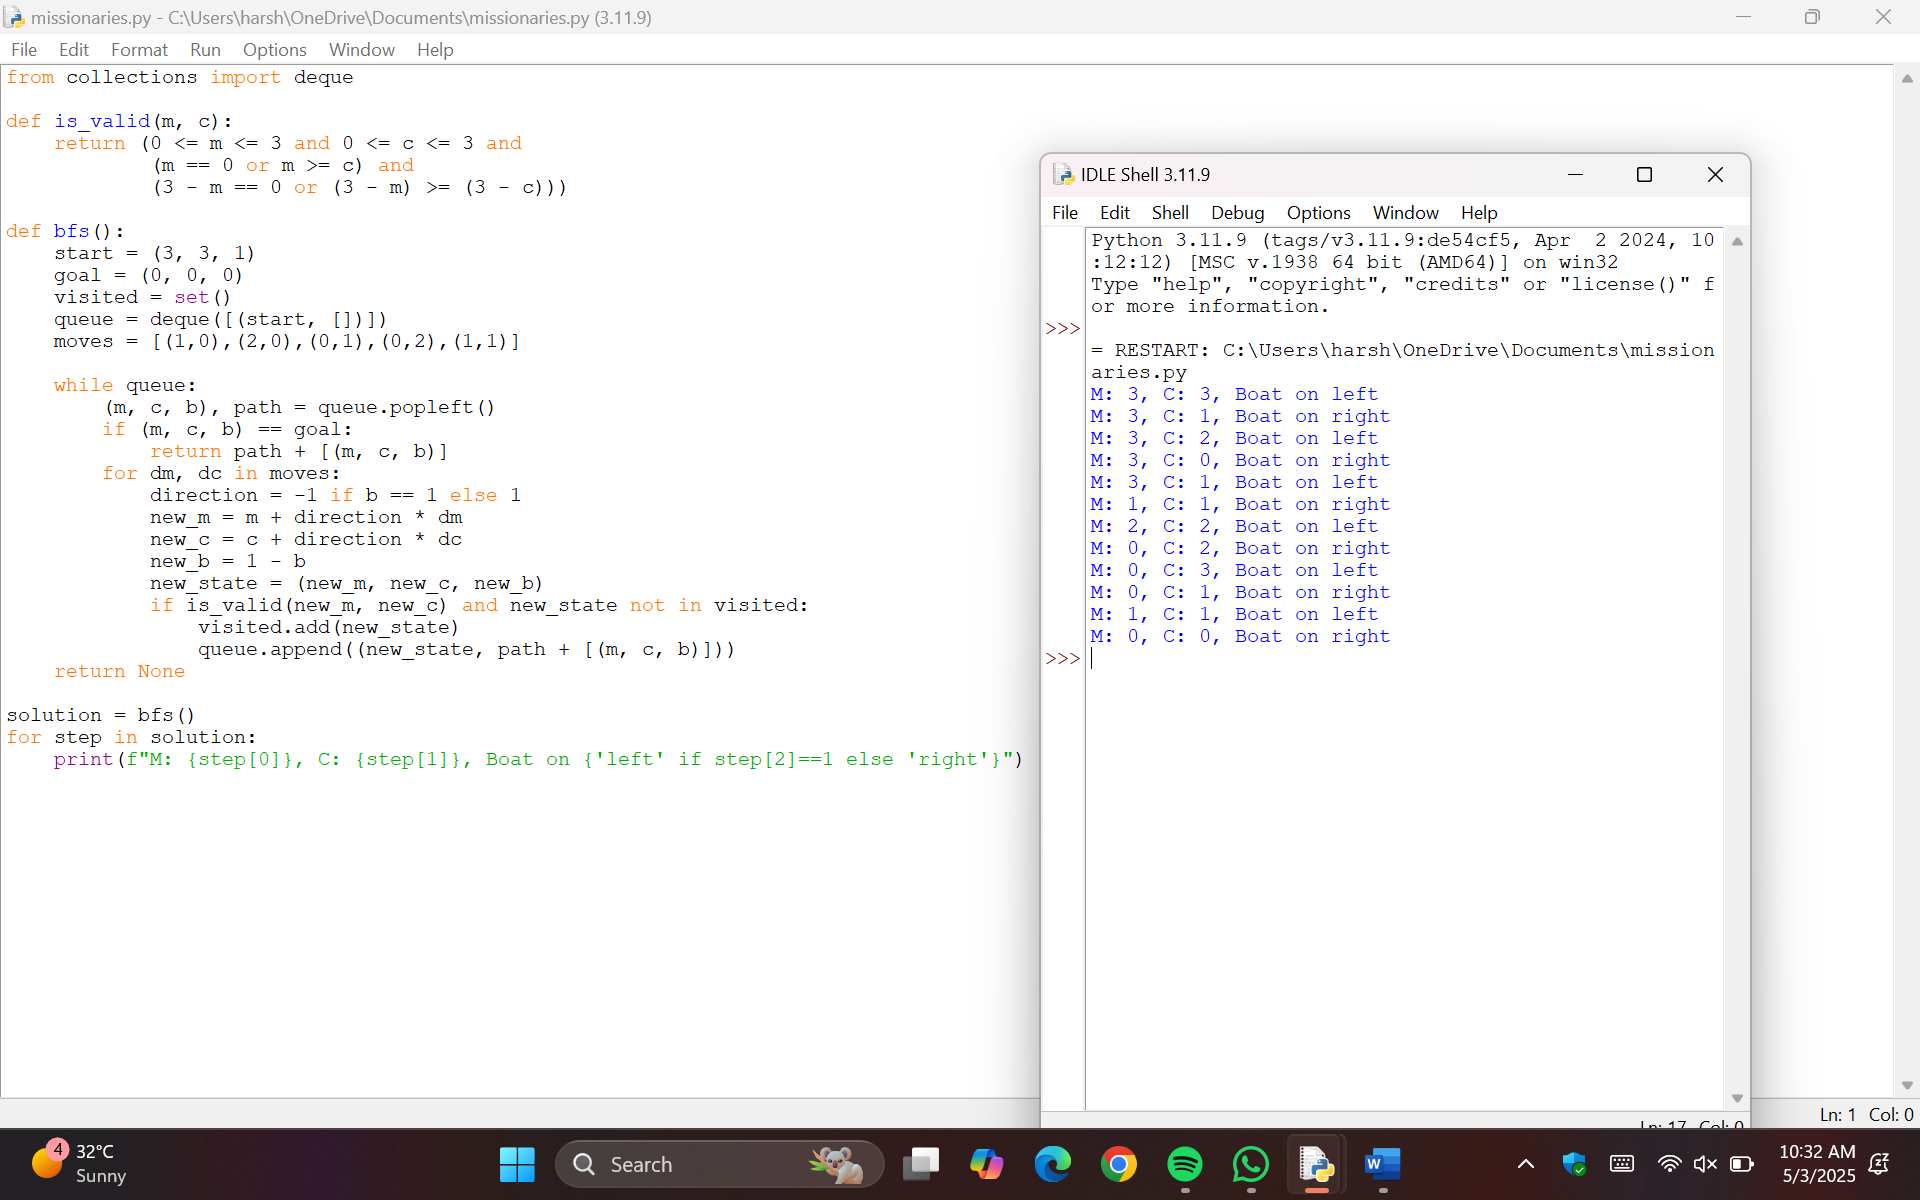 missionaries.py - C:\Users\harsh\OneDrive\Documents\missionaries.py (3.11.9)
File Edit Format Run Options Window Help
from collections import deque

def is_valid(m, c):
    return (0 <= m <= 3 and 0 <= c <= 3 and
            (m == 0 or m >= c) and
            (3 - m == 0 or (3 - m) >= (3 - c)))

def bfs():
    start = (3, 3, 1)
    goal = (0, 0, 0)
    visited = set()
    queue = deque([(start, [])])
    moves = [(1,0),(2,0),(0,1),(0,2),(1,1)]

    while queue:
        (m, c, b), path = queue.popleft()
        if (m, c, b) == goal:
            return path + [(m, c, b)]
        for dm, dc in moves:
            direction = -1 if b == 1 else 1
            new_m = m + direction * dm
            new_c = c + direction * dc
            new_b = 1 - b
            new_state = (new_m, new_c, new_b)
            if is_valid(new_m, new_c) and new_state not in visited:
                visited.add(new_state)
                queue.append((new_state, path + [(m, c, b)]))
    return None

solution = bfs()
for step in solution:
    print(f"M: {step[0]}, C: {step[1]}, Boat on {'left' if step[2]==1 else 'right'}")
IDLE Shell 3.11.9
File Edit Shell Debug Options Window Help
Python 3.11.9 (tags/v3.11.9:de54cf5, Apr  2 2024, 10
:12:12) [MSC v.1938 64 bit (AMD64)] on win32
Type "help", "copyright", "credits" or "license()" f
or more information.
>>>
= RESTART: C:\Users\harsh\OneDrive\Documents\mission
aries.py
M: 3, C: 3, Boat on left
M: 3, C: 1, Boat on right
M: 3, C: 2, Boat on left
M: 3, C: 0, Boat on right
M: 3, C: 1, Boat on left
M: 1, C: 1, Boat on right
M: 2, C: 2, Boat on left
M: 0, C: 2, Boat on right
M: 0, C: 3, Boat on left
M: 0, C: 1, Boat on right
M: 1, C: 1, Boat on left
M: 0, C: 0, Boat on right
>>>
Ln: 17 Col: 0
Ln: 1 Col: 0
4
32°C
Sunny
Search
W
10:32 AM
5/3/2025